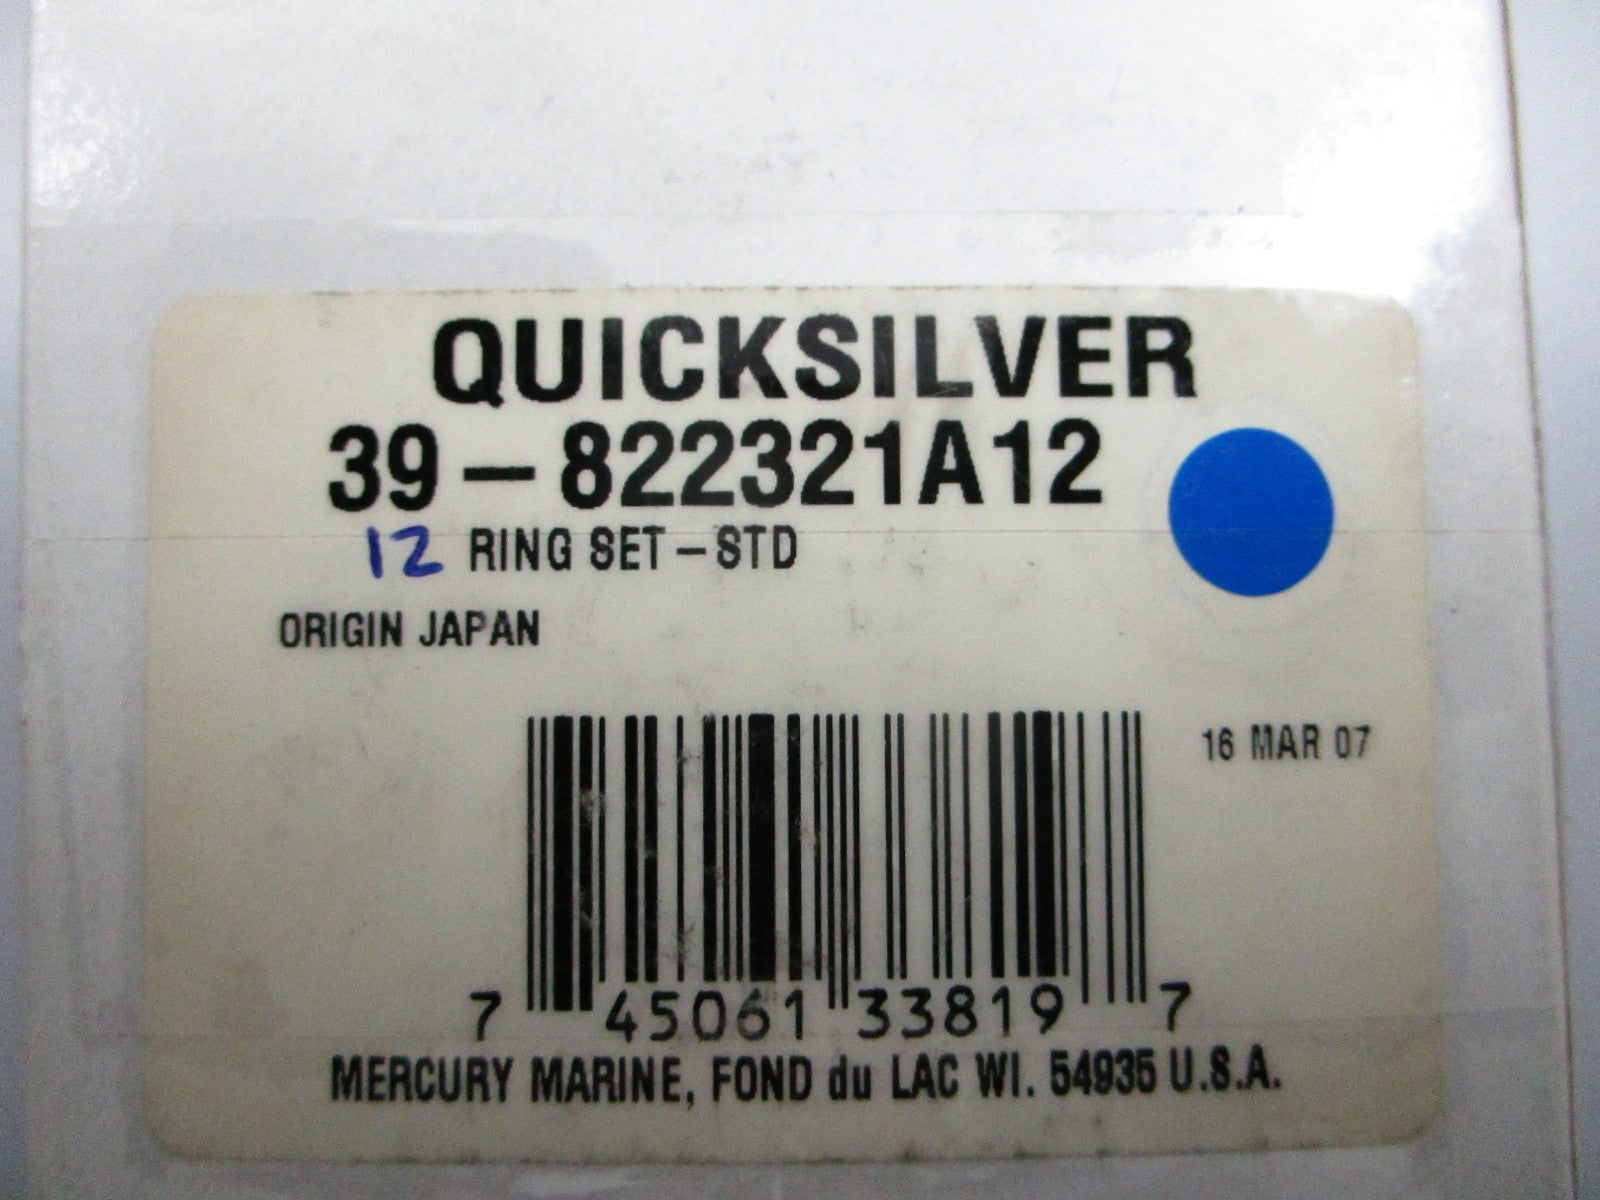 QUICKSILVER
39-822321A12
12 RING SET-STD
ORIGIN JAPAN
16 MAR 07
7 45061 33819 7
MERCURY MARINE, FOND du LAC WI. 54935 U.S.A.